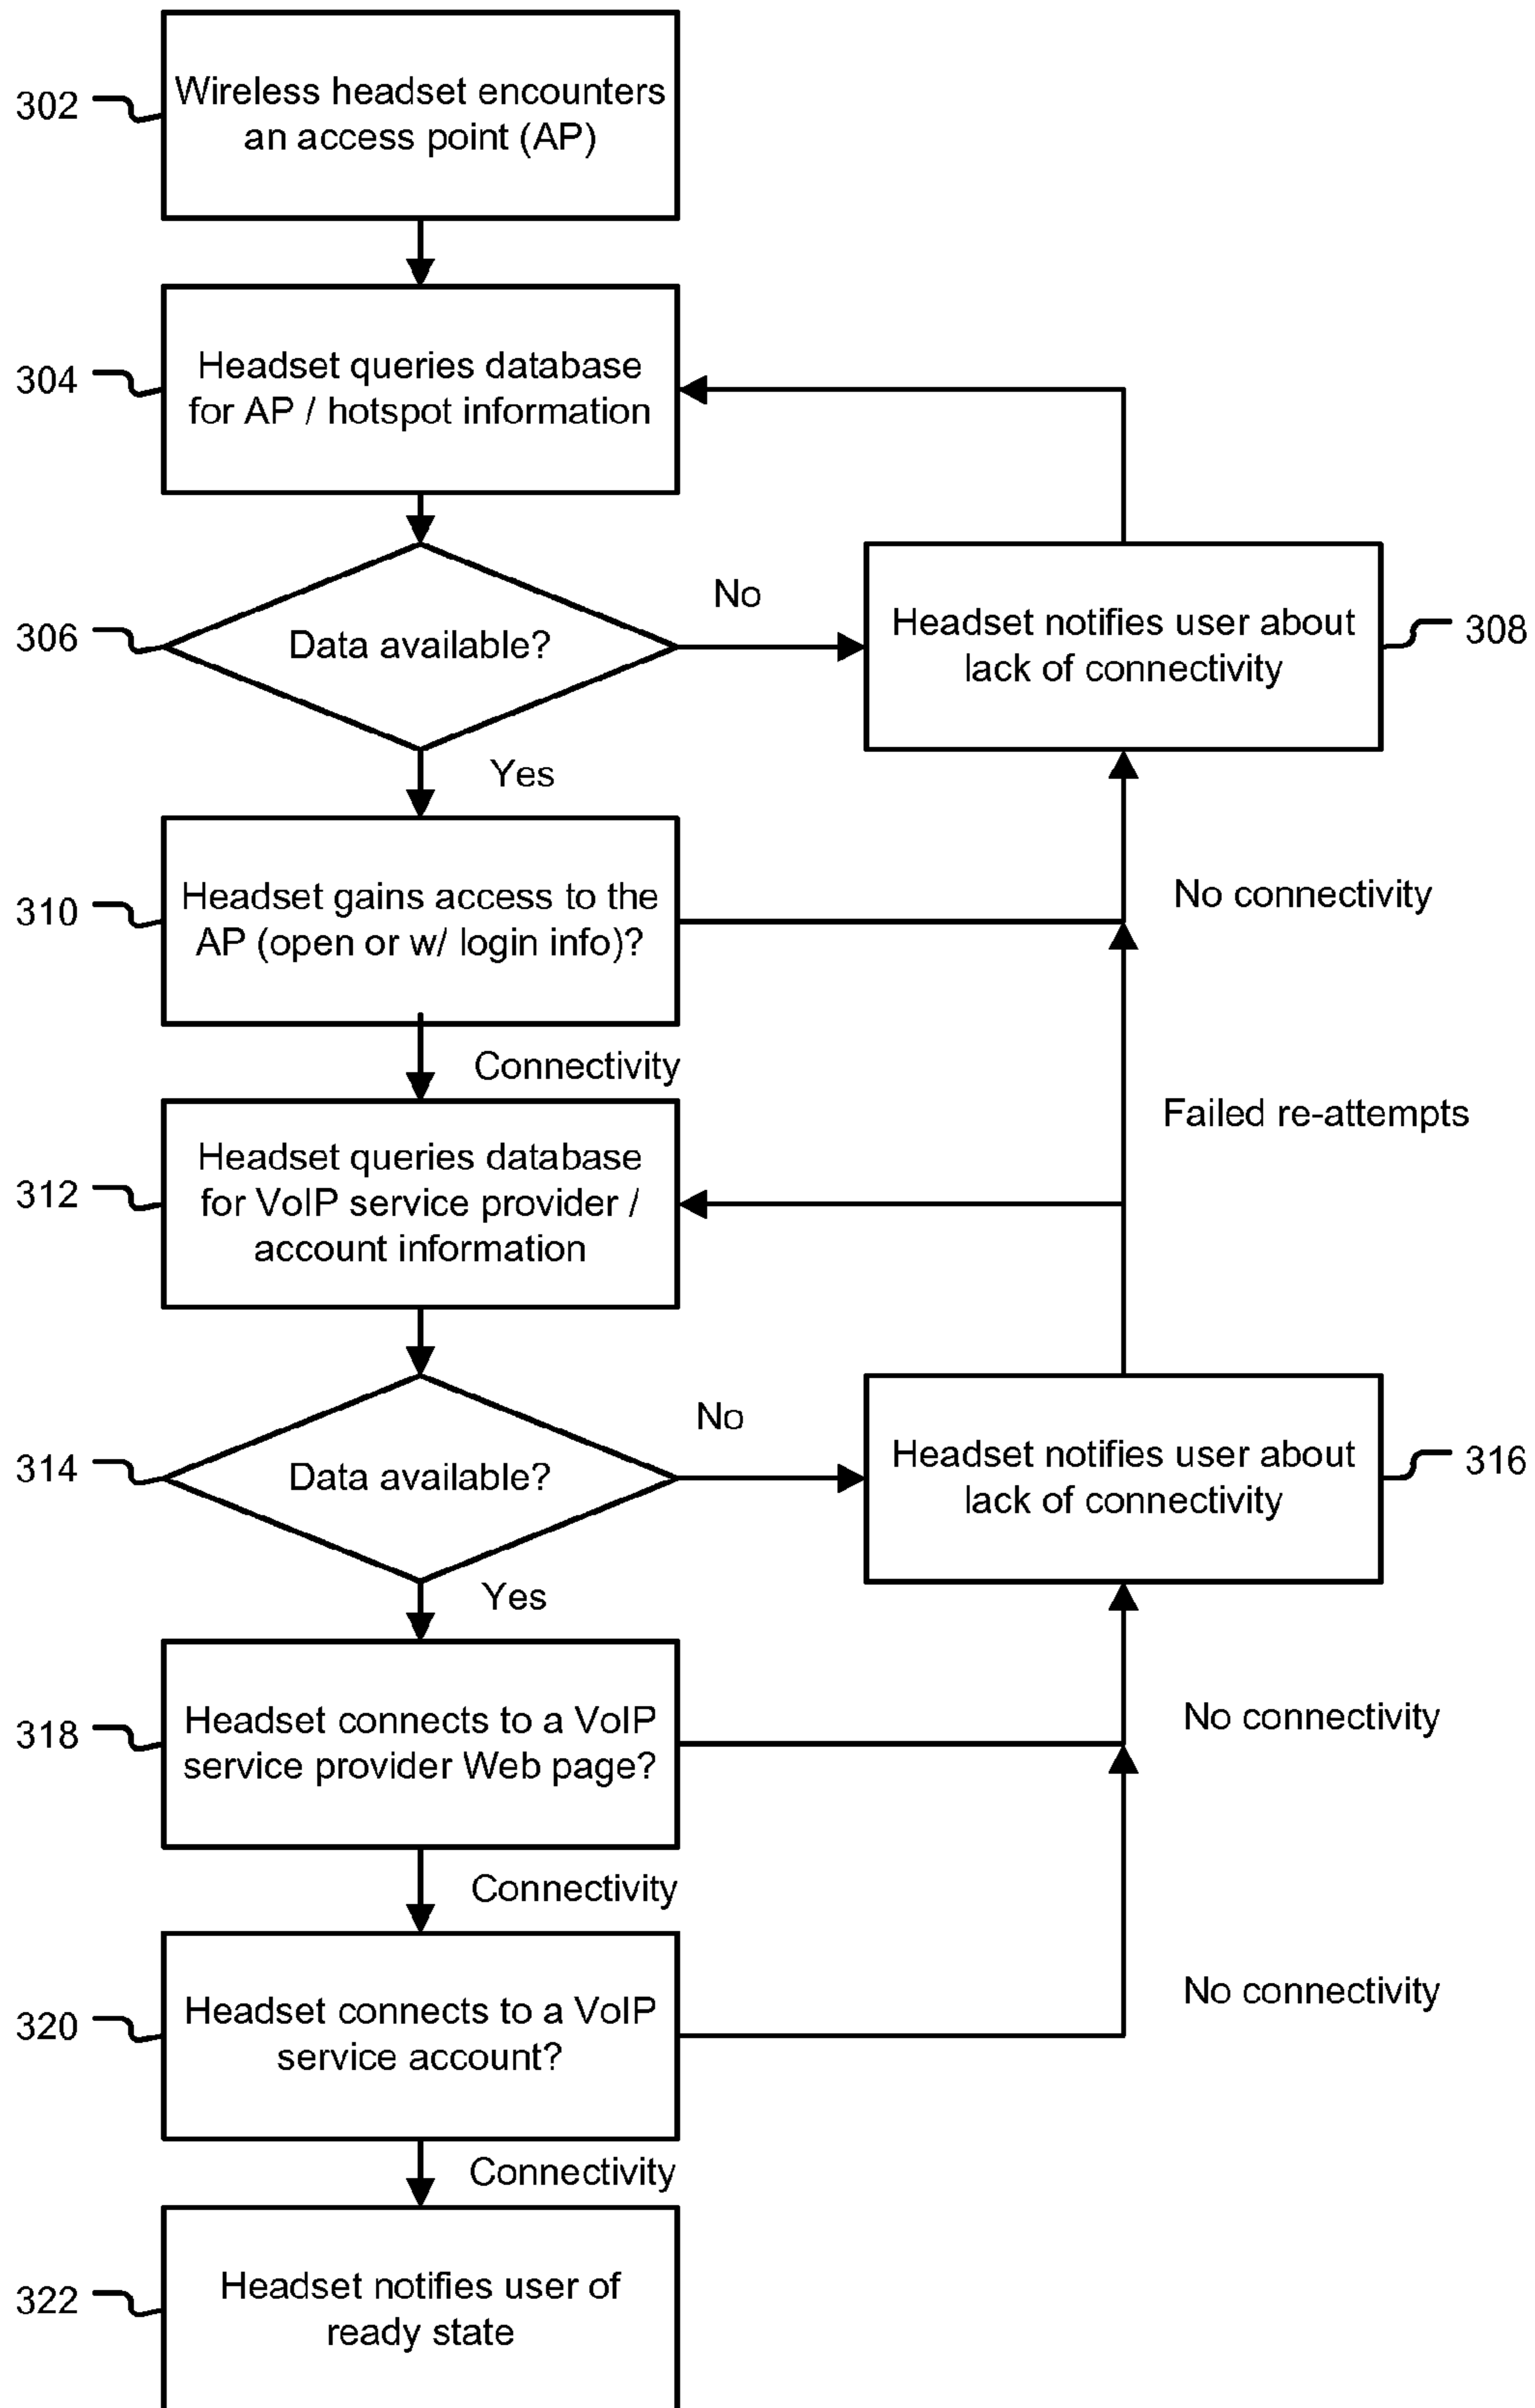 302
Wireless headset encounters
an access point (AP)
304
Headset queries database
for AP / hotspot information
306
Data available?
No
Headset notifies user about
lack of connectivity
308
Yes
310
Headset gains access to the
AP (open or w/ login info)?
No connectivity
Connectivity
Failed re-attempts
312
Headset queries database
for VoIP service provider /
account information
314
Data available?
No
Headset notifies user about
lack of connectivity
316
Yes
318
Headset connects to a VoIP
service provider Web page?
No connectivity
Connectivity
320
Headset connects to a VoIP
service account?
No connectivity
Connectivity
322
Headset notifies user of
ready state